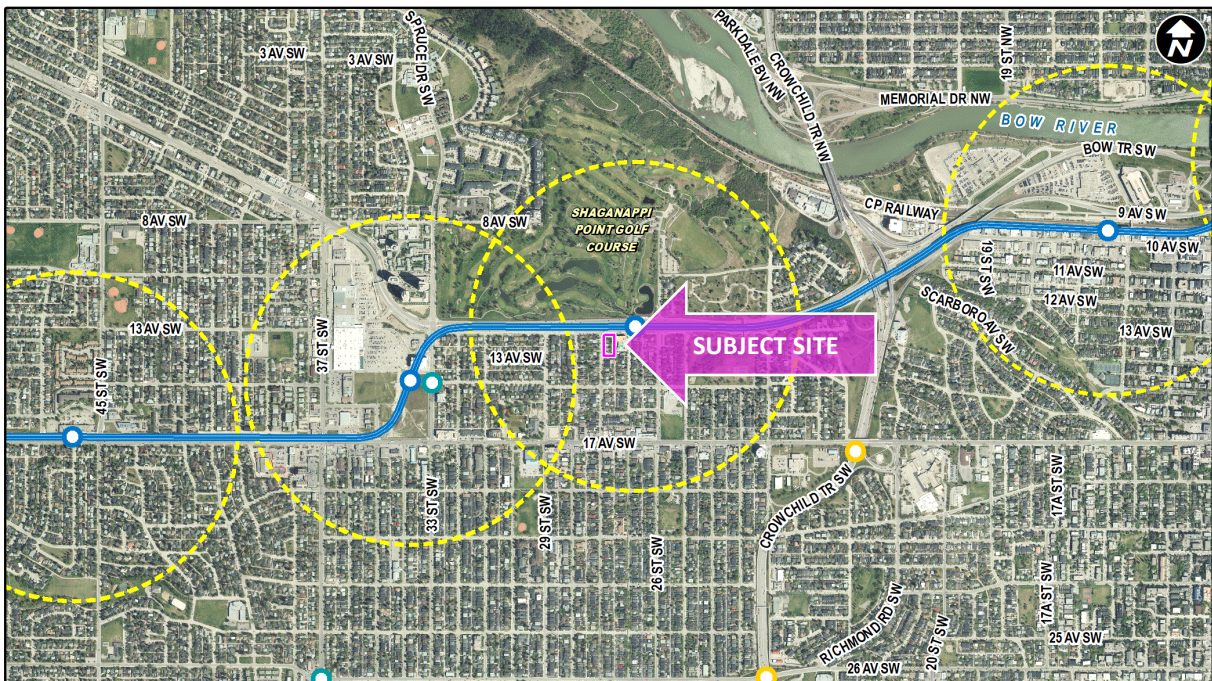 3 AV SW
3 AV SW
SPRUCE DR SW
PARKDALE BV NW
CROWCHILD TR NW
19 ST NW
N
MEMORIAL DR NW
BOW RIVER
BOW TR SW
8 AV SW
8 AV SW
SHAGANAPPI
POINT GOLF
COURSE
CP RAILWAY
9 AV SW
10 AV SW
19 ST SW
11 AV SW
12 AV SW
SCARBORO AV SW
13 AV SW
13 AV SW
37 ST SW
13 AV SW
SUBJECT SITE
45 ST SW
17 AV SW
33 ST SW
29 ST SW
26 ST SW
CROWCHILD TR SW
17A ST SW
17A ST SW
RICHMOND RD SW
20 ST SW
25 AV SW
26 AV SW